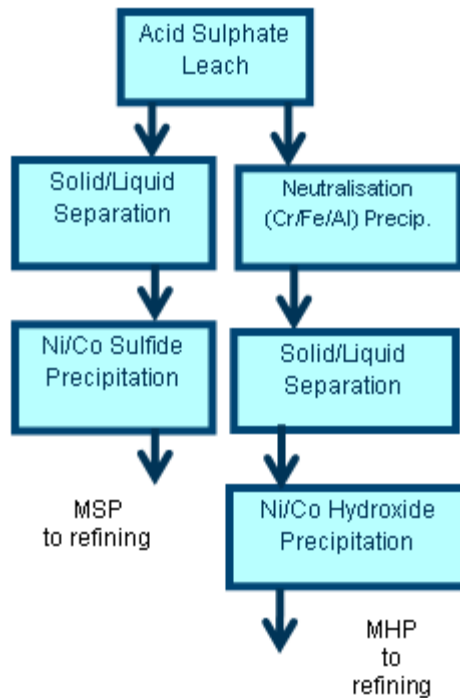 Acid Sulphate
Leach
Solid/Liquid
Separation
Neutralisation
(Cr/Fe/Al) Precip.
Ni/Co Sulfide
Precipitation
Solid/Liquid
Separation
MSP
to refining
Ni/Co Hydroxide
Precipitation
MHP
to
refining